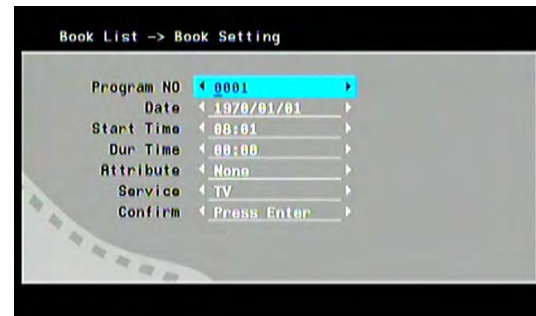 Book List -> Book Setting
Program NO 0001
Date 1970/01/01
Start Time 08:01
Dur Time 00:00
Attribute None
Service TV
Confirm Press Enter